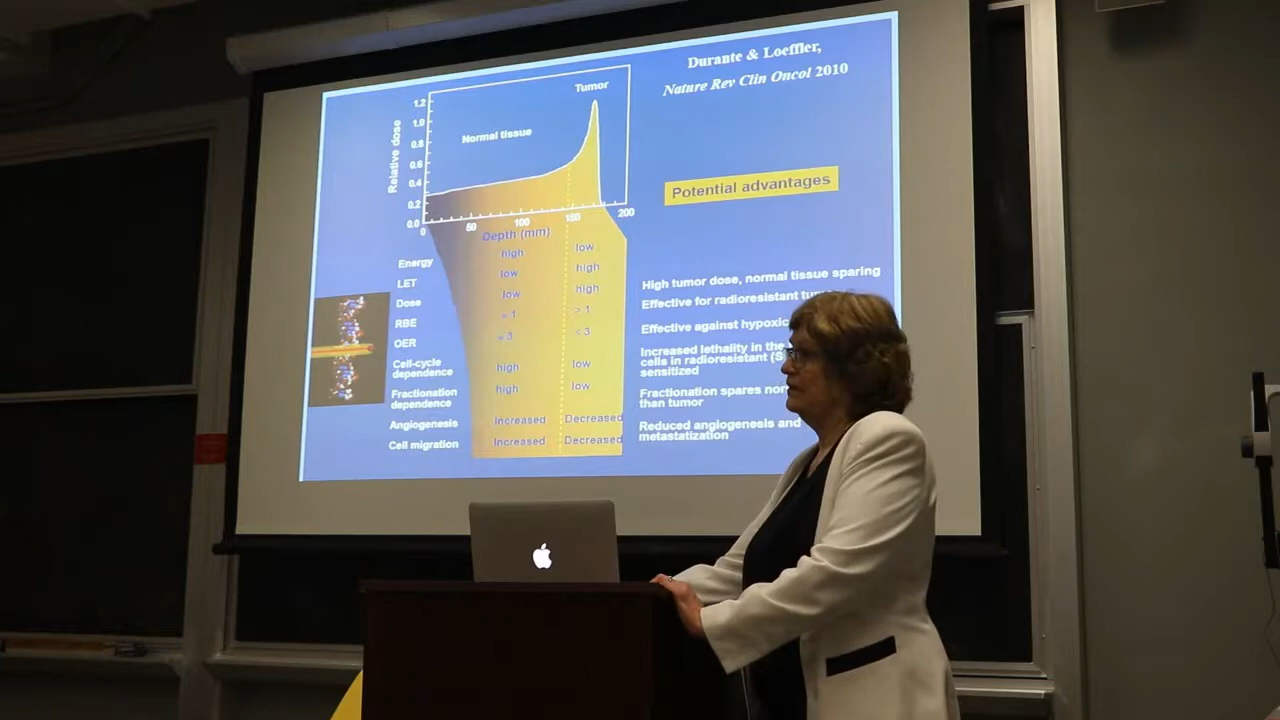 Durante & Loeffler,
Nature Rev Clin Oncol 2010
Tumor
Normal tissue
Relative dose
1.2
1.0
0.8
0.6
0.4
0.2
0.0
0 50 100 150 200
Depth (mm)
Potential advantages
Energy high low
LET low high High tumor dose, normal tissue sparing
Dose low high Effective for radioresistant
RBE = 1 > 1 Effective against hypoxic
OER ≈ 3 < 3 Increased lethality in the
cells in radioresistant (S
sensitized
Cell-cycle
dependence high low
Fractionation
dependence high low Fractionation spares
than tumor
Angiogenesis Increased Decreased Reduced angiogenesis and
metastatization
Cell migration Increased Decreased